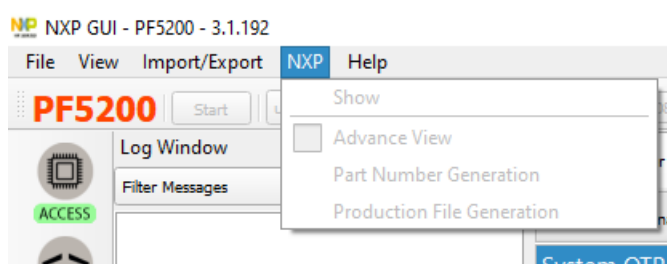 NXP GUI - PF5200 - 3.1.192
File View Import/Export NXP Help
PF5200 Start
Show
Advance View
Part Number Generation
Production File Generation
Log Window
Filter Messages
ACCESS